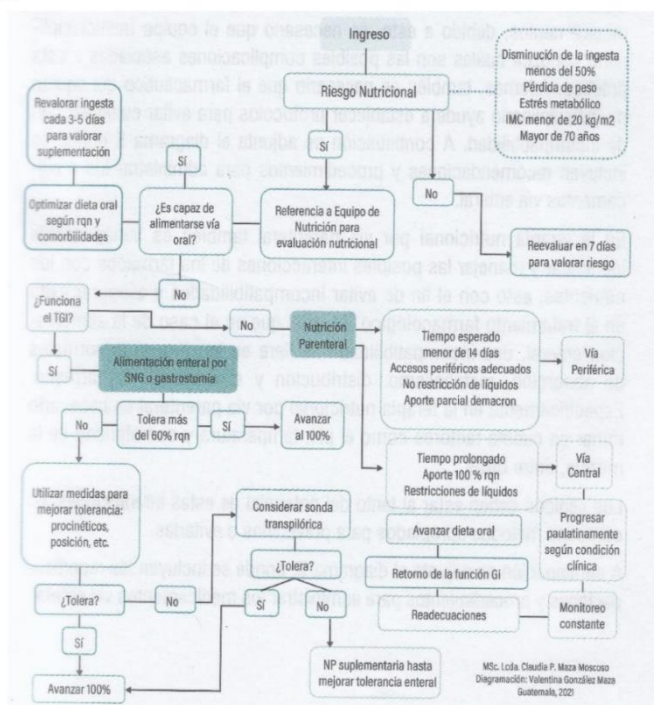 Ingreso
Disminución de la ingesta
menos del 50%
Pérdida de peso
Estrés metabólico
IMC menor de 20 kg/m2
Mayor de 70 años
Riesgo Nutricional
Revalorar ingesta
cada 3-5 días para
valorar
suplementación
Sí
Sí
No
Optimizar dieta oral
según rqn y
comorbilidades
¿Es capaz de
alimentarse vía
oral?
Referencia a Equipo de
Nutrición para
evaluación nutricional
Reevaluar en 7 días
para valorar riesgo
No
¿Funciona
el TGI?
No
Nutrición
Parenteral
Tiempo esperado
menor de 14 días
Accesos periféricos adecuados
No restricción de líquidos
Aporte parcial demacron
Vía
Periférica
Sí
Alimentación enteral por
SNG o gastrostomía
No
Tolera más
del 60% rqn
Sí
Avanzar
al 100%
Tiempo prolongado
Aporte 100 % rqn
Restricciones de líquidos
Vía
Central
Utilizar medidas para
mejorar tolerancia:
procinéticos,
posición, etc.
Considerar sonda
transpilórica
Avanzar dieta oral
Progresar
paulatinamente
según condición
clínica
¿Tolera?
Retorno de la función GI
¿Tolera?
No
Sí
No
Readecuaciones
Monitoreo
constante
Sí
Avanzar 100%
NP suplementaria hasta
mejorar tolerancia enteral
MSc. Lcda. Claudia P. Maza Moscoso
Diagramación: Valentina González Maza
Guatemala, 2021